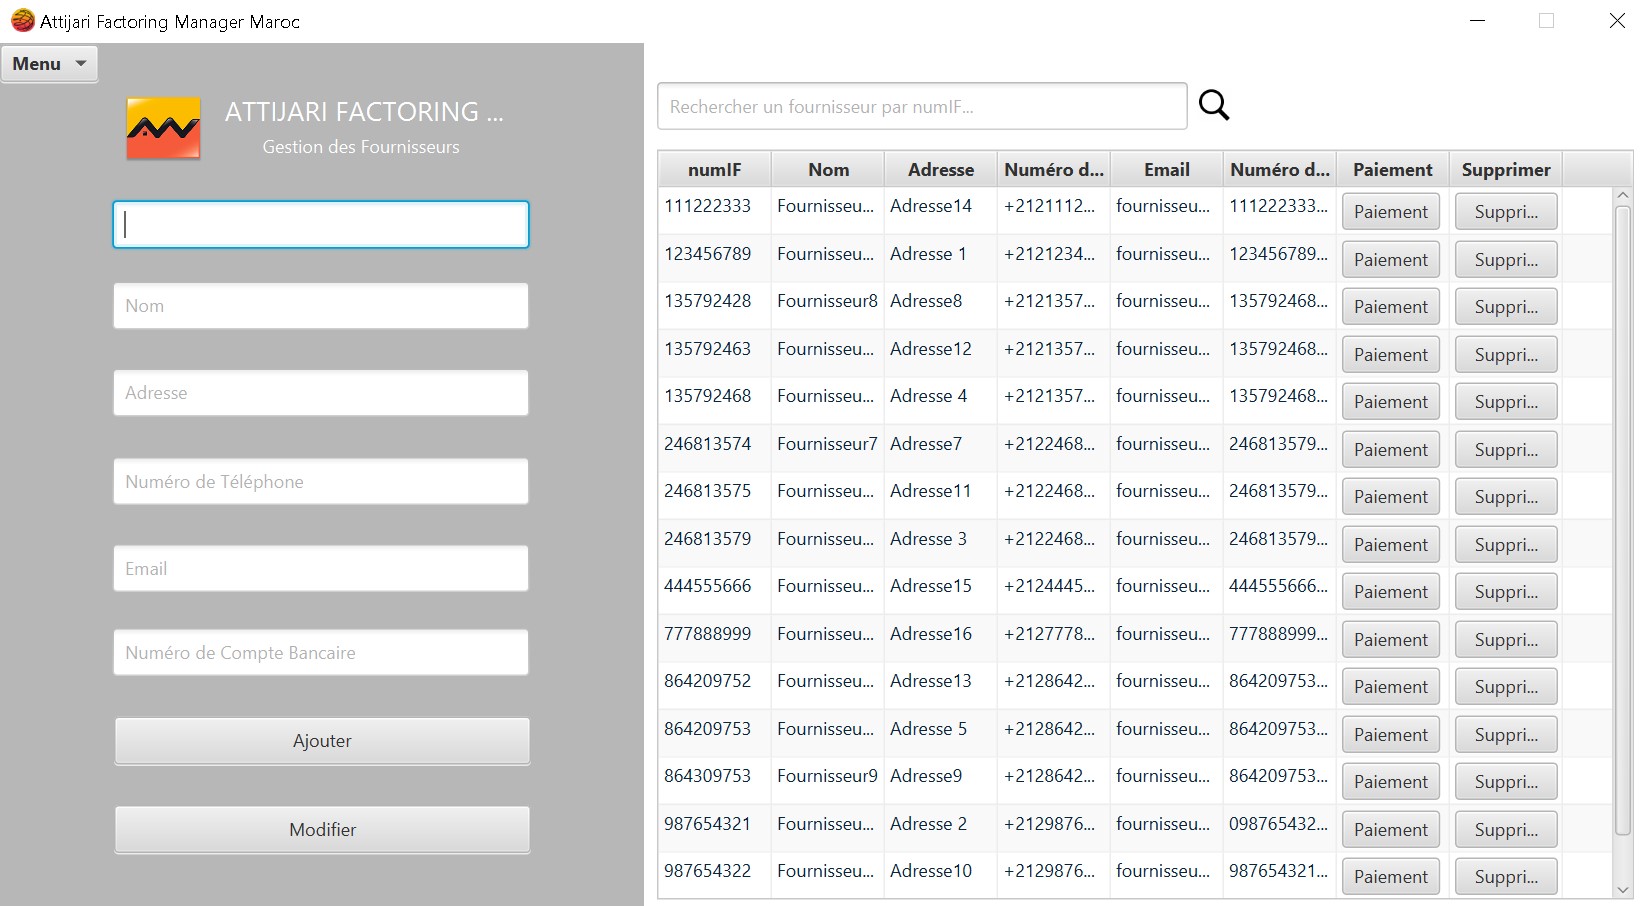 Attijari Factoring Manager Maroc
Menu
ATTIJARI FACTORING ...
Gestion des Fournisseurs
Nom
Adresse
Numéro de Téléphone
Email
Numéro de Compte Bancaire
Ajouter
Modifier
Rechercher un fournisseur par numIF...
numIF Nom Adresse Numéro d... Email Numéro d... Paiement Supprimer
111222333 Fournisseu... Adresse14 +2121112... fournisseu... 111222333... Paiement Suppri...
123456789 Fournisseu... Adresse 1 +2121234... fournisseu... 123456789... Paiement Suppri...
135792428 Fournisseur8 Adresse8 +2121357... fournisseu... 135792468... Paiement Suppri...
135792463 Fournisseu... Adresse12 +2121357... fournisseu... 135792468... Paiement Suppri...
135792468 Fournisseu... Adresse 4 +2121357... fournisseu... 135792468... Paiement Suppri...
246813574 Fournisseur7 Adresse7 +2122468... fournisseu... 246813579... Paiement Suppri...
246813575 Fournisseu... Adresse11 +2122468... fournisseu... 246813579... Paiement Suppri...
246813579 Fournisseu... Adresse 3 +2122468... fournisseu... 246813579... Paiement Suppri...
444555666 Fournisseu... Adresse15 +2124445... fournisseu... 444555666... Paiement Suppri...
777888999 Fournisseu... Adresse16 +2127778... fournisseu... 777888999... Paiement Suppri...
864209752 Fournisseu... Adresse13 +2128642... fournisseu... 864209753... Paiement Suppri...
864209753 Fournisseu... Adresse 5 +2128642... fournisseu... 864209753... Paiement Suppri...
864309753 Fournisseur9 Adresse9 +2128642... fournisseu... 864209753... Paiement Suppri...
987654321 Fournisseu... Adresse 2 +2129876... fournisseu... 098765432... Paiement Suppri...
987654322 Fournisseu... Adresse10 +2129876... fournisseu... 987654321... Paiement Suppri...